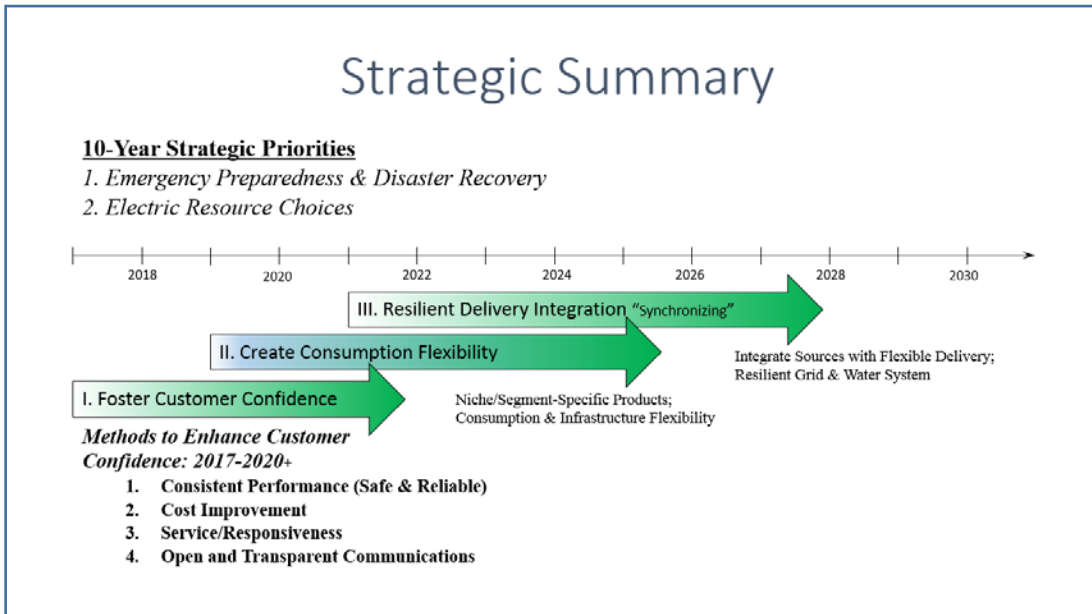 Strategic Summary
10-Year Strategic Priorities
1. Emergency Preparedness & Disaster Recovery
2. Electric Resource Choices
2018 2020 2022 2024 2026 2028 2030
III. Resilient Delivery Integration “Synchronizing”
II. Create Consumption Flexibility
Integrate Sources with Flexible Delivery;
Resilient Grid & Water System
I. Foster Customer Confidence
Niche/Segment-Specific Products;
Consumption & Infrastructure Flexibility
Methods to Enhance Customer
Confidence: 2017-2020+
1. Consistent Performance (Safe & Reliable)
2. Cost Improvement
3. Service/Responsiveness
4. Open and Transparent Communications